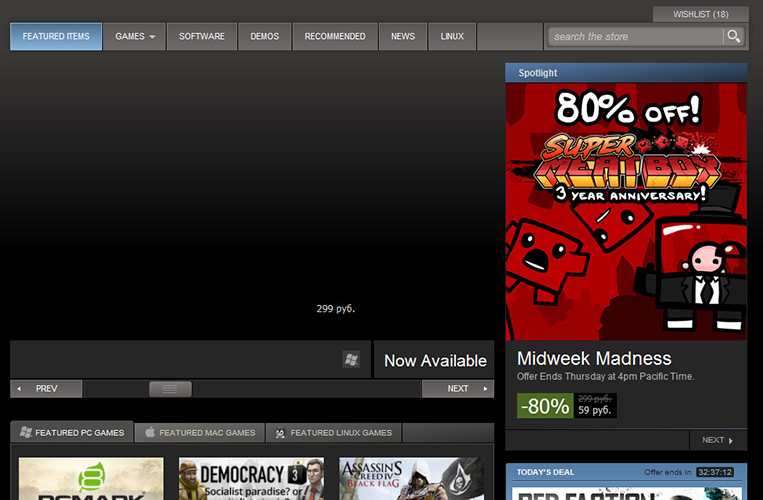 WISHLIST (18)
FEATURED ITEMS
GAMES
SOFTWARE
DEMOS
RECOMMENDED
NEWS
LINUX
search the store
299 руб.
Now Available
PREV
NEXT
Spotlight
80% OFF!
SUPER
MEAT BOY
3 YEAR ANNIVERSARY!
Midweek Madness
Offer Ends Thursday at 4pm Pacific Time.
-80%
299 руб.
59 руб.
NEXT
FEATURED PC GAMES
FEATURED MAC GAMES
FEATURED LINUX GAMES
DEMOCRACY 3
Socialist paradise? or
ASSASSIN'S
CREED IV
BLACK FLAG
TODAY'S DEAL
Offer ends in 32:37:12
RED FACTION